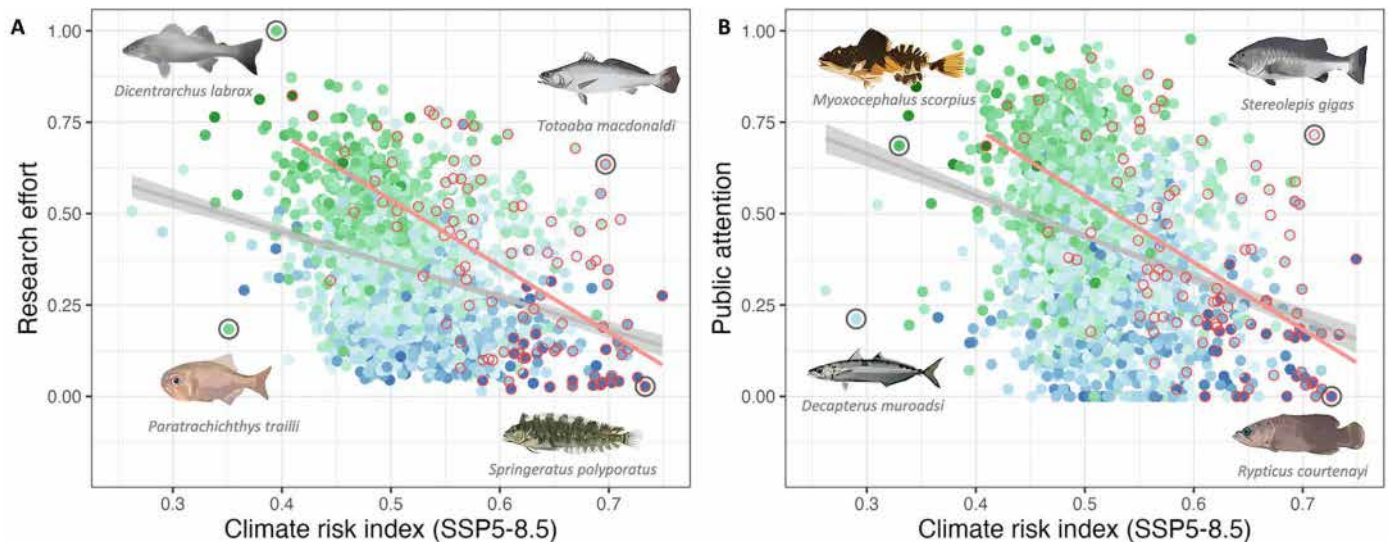 A
1.00
0.75
0.50
0.25
0.00
Research effort
Dicentrarchus labrax
Totoaba macdonaldi
Paratrachichthys traillii
Springeratus polyporatus
0.3 0.4 0.5 0.6 0.7
Climate risk index (SSP5-8.5)
B
1.00
0.75
0.50
0.25
0.00
Public attention
Myoxocephalus scorpius
Stereolepis gigas
Decapterus muroadsi
Rypticus courtenayi
0.3 0.4 0.5 0.6 0.7
Climate risk index (SSP5-8.5)